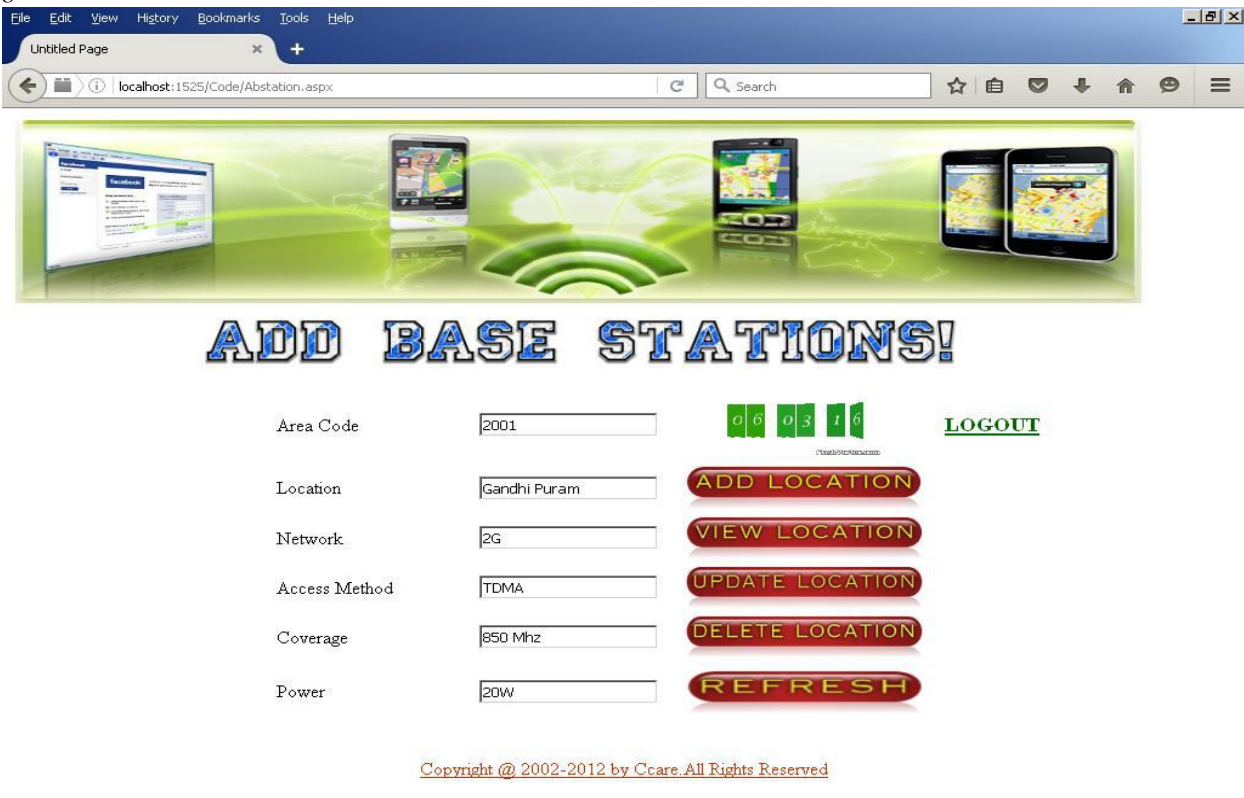 File Edit View History Bookmarks Tools Help
Untitled Page
localhost:1525/Code/Abstation.aspx
Search
facebook
ADD BASE STATIONS!
Area Code 2001 06 03 16 LOGOUT
Location Gandhi Puram ADD LOCATION
Network 2G VIEW LOCATION
Access Method TDMA UPDATE LOCATION
Coverage 850 Mhz DELETE LOCATION
Power 20W REFRESH
Copyright @ 2002-2012 by Ccare.All Rights Reserved